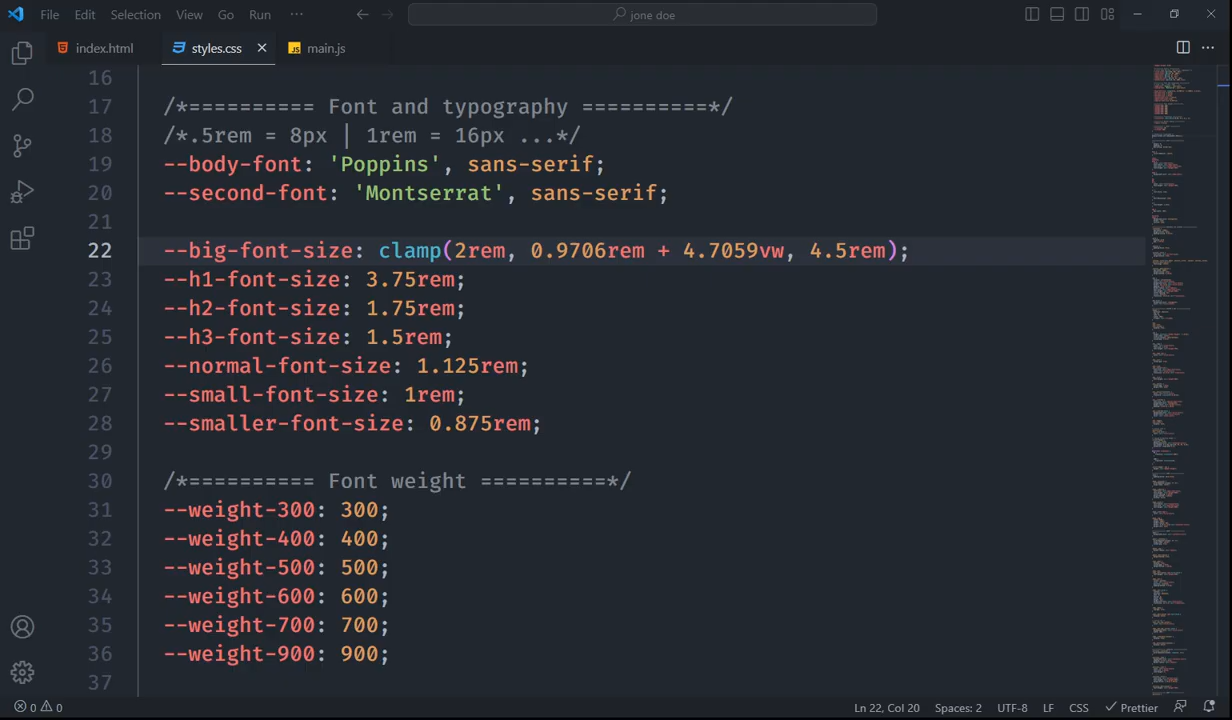 File Edit Selection View Go Run ··· jone doe
index.html styles.css JS main.js
16
17 /*========== Font and typography ==========*/
18 /*.5rem = 8px | 1rem = 16px ...*/
19 --body-font: 'Poppins', sans-serif;
20 --second-font: 'Montserrat', sans-serif;
21
22 --big-font-size: clamp(2rem, 0.9706rem + 4.7059vw, 4.5rem);
23 --h1-font-size: 3.75rem;
24 --h2-font-size: 1.75rem;
25 --h3-font-size: 1.5rem;
26 --normal-font-size: 1.125rem;
27 --small-font-size: 1rem;
28 --smaller-font-size: 0.875rem;
29
30 /*========== Font weight ==========*/
31 --weight-300: 300;
32 --weight-400: 400;
33 --weight-500: 500;
34 --weight-600: 600;
35 --weight-700: 700;
36 --weight-900: 900;
37
0 0 Ln 22, Col 20 Spaces: 2 UTF-8 LF CSS Prettier